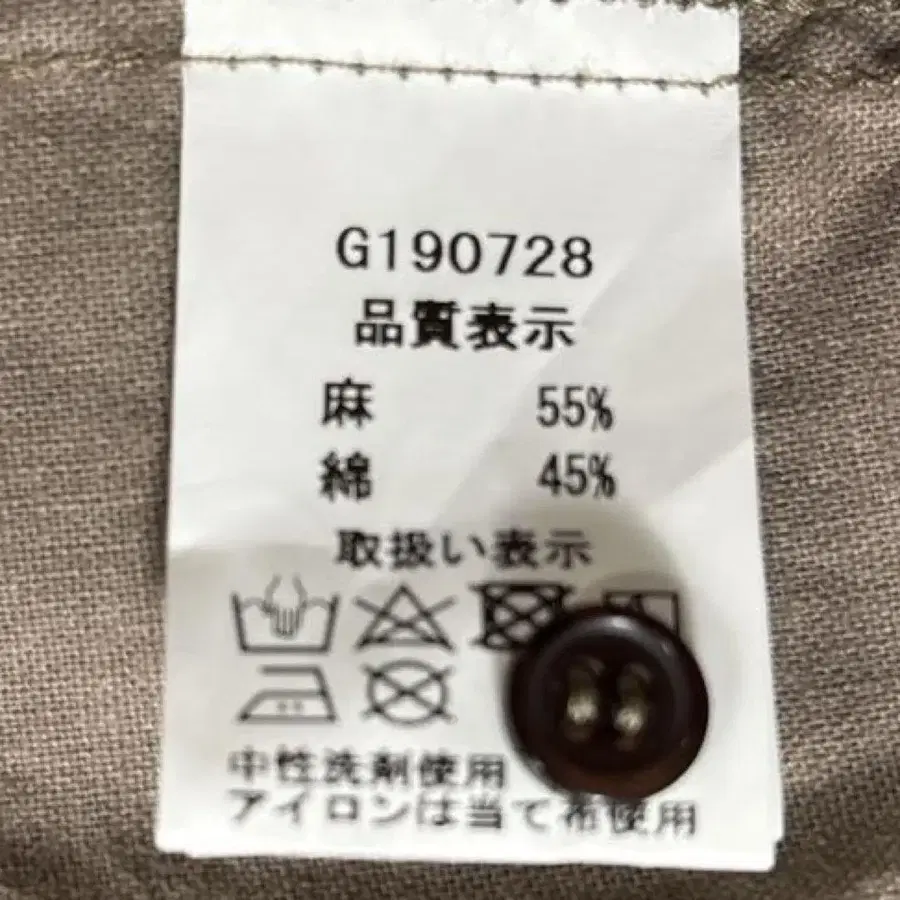 G190728
品質表示
麻 55%
綿 45%
取扱い表示
中性洗剤使用
アイロンは当て布使用